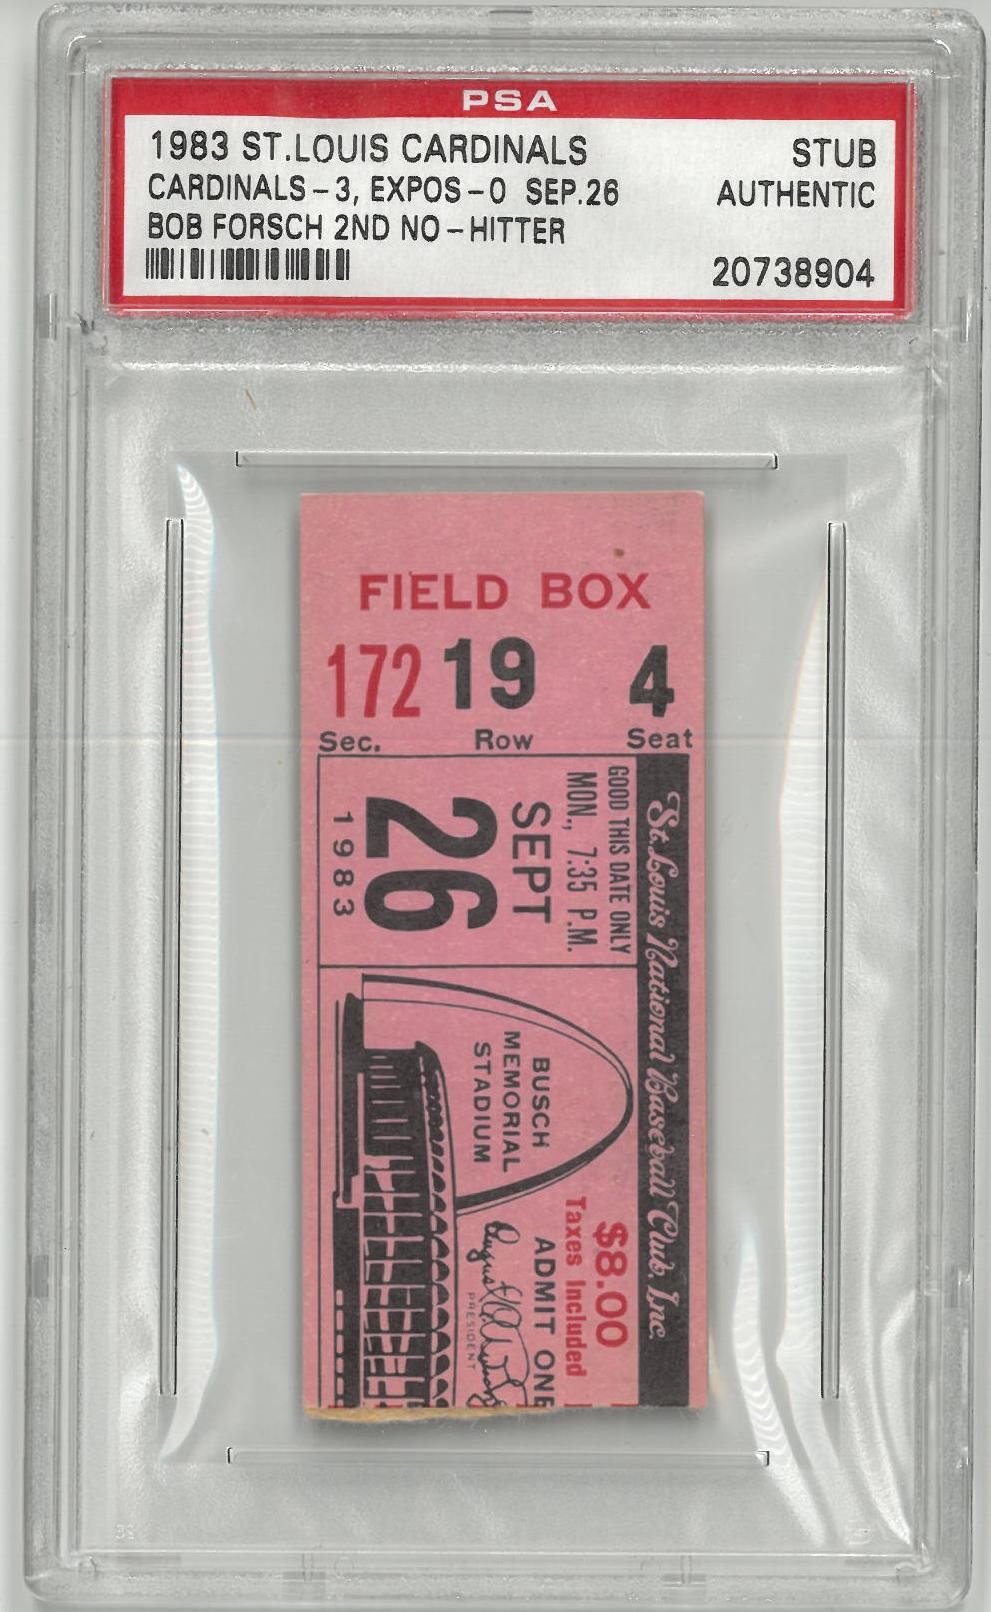 PSA
1983 ST.LOUIS CARDINALS STUB
CARDINALS-3, EXPOS-0 SEP.26 AUTHENTIC
BOB FORSCH 2ND NO-HITTER
20738904
FIELD BOX
172 19 4
Sec. Row Seat
St. Louis National Baseball Club, Inc.
GOOD THIS DATE ONLY
MON., 7:35 P.M.
SEPT
26
1983
BUSCH
MEMORIAL
STADIUM
$8.00
Taxes Included
ADMIT ONE
PRESIDENT